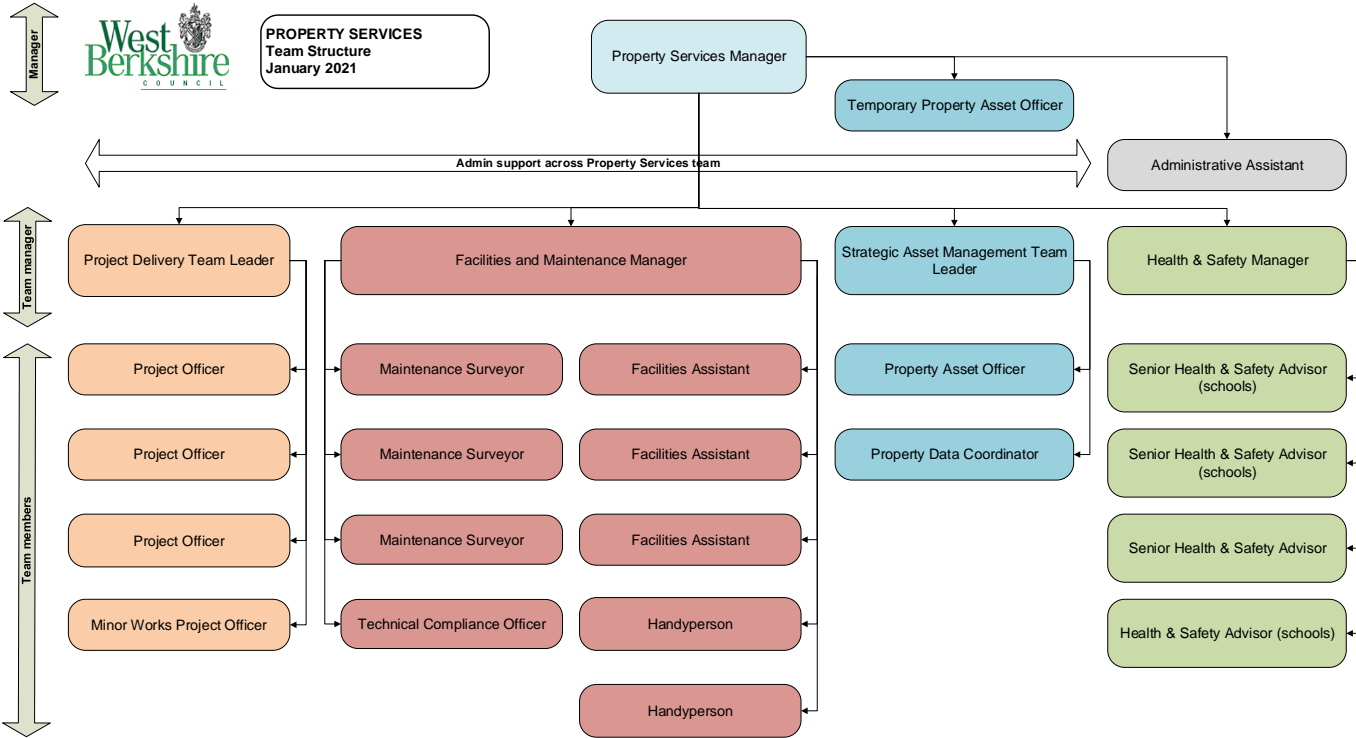 Manager
West
Berkshire
COUNCIL
PROPERTY SERVICES
Team Structure
January 2021
Property Services Manager
Temporary Property Asset Officer
Admin support across Property Services team
Administrative Assistant
Team manager
Project Delivery Team Leader
Facilities and Maintenance Manager
Strategic Asset Management Team
Leader
Health & Safety Manager
Team members
Project Officer
Maintenance Surveyor
Facilities Assistant
Property Asset Officer
Senior Health & Safety Advisor
(schools)
Project Officer
Maintenance Surveyor
Facilities Assistant
Property Data Coordinator
Senior Health & Safety Advisor
(schools)
Project Officer
Maintenance Surveyor
Facilities Assistant
Senior Health & Safety Advisor
Minor Works Project Officer
Technical Compliance Officer
Handyperson
Health & Safety Advisor (schools)
Handyperson